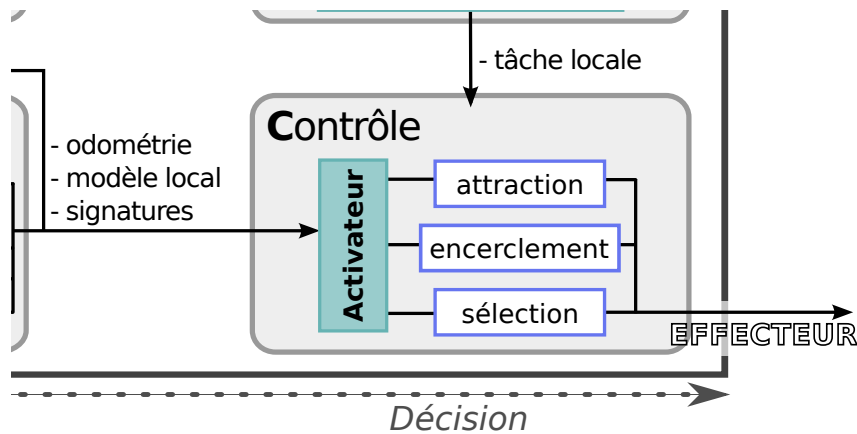 - tâche locale
Contrôle
- odométrie
- modèle local
- signatures
Activateur
attraction
encerclement
sélection
EFFECTEUR
Décision